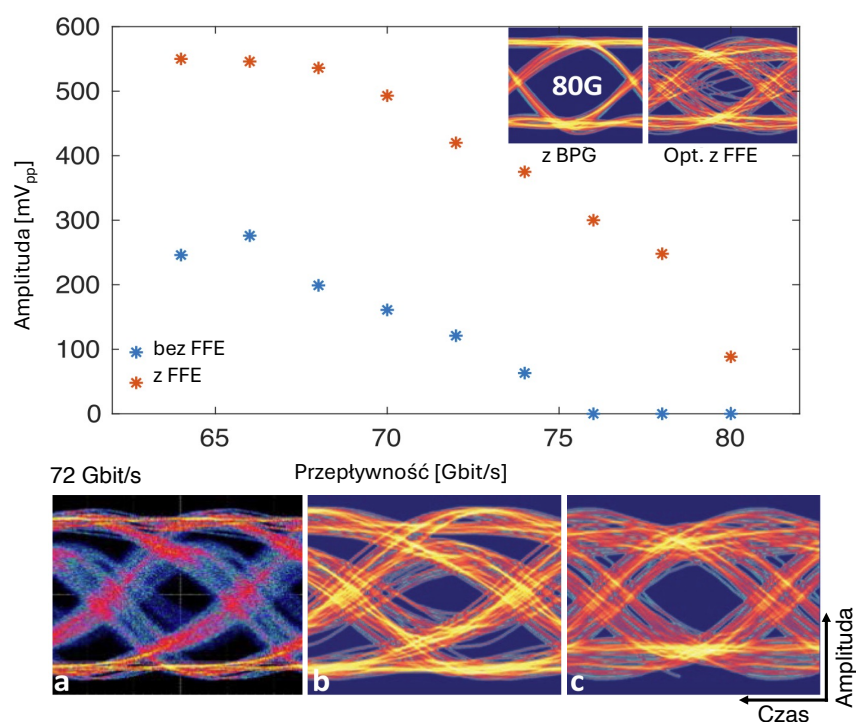 600
500
400
300
200
100
0
Amplituda [mVpp]
80G
z BPG
Opt. z FFE
bez FFE
z FFE
65
70
75
80
Przepływność [Gbit/s]
72 Gbit/s
a
b
c
Amplituda
Czas